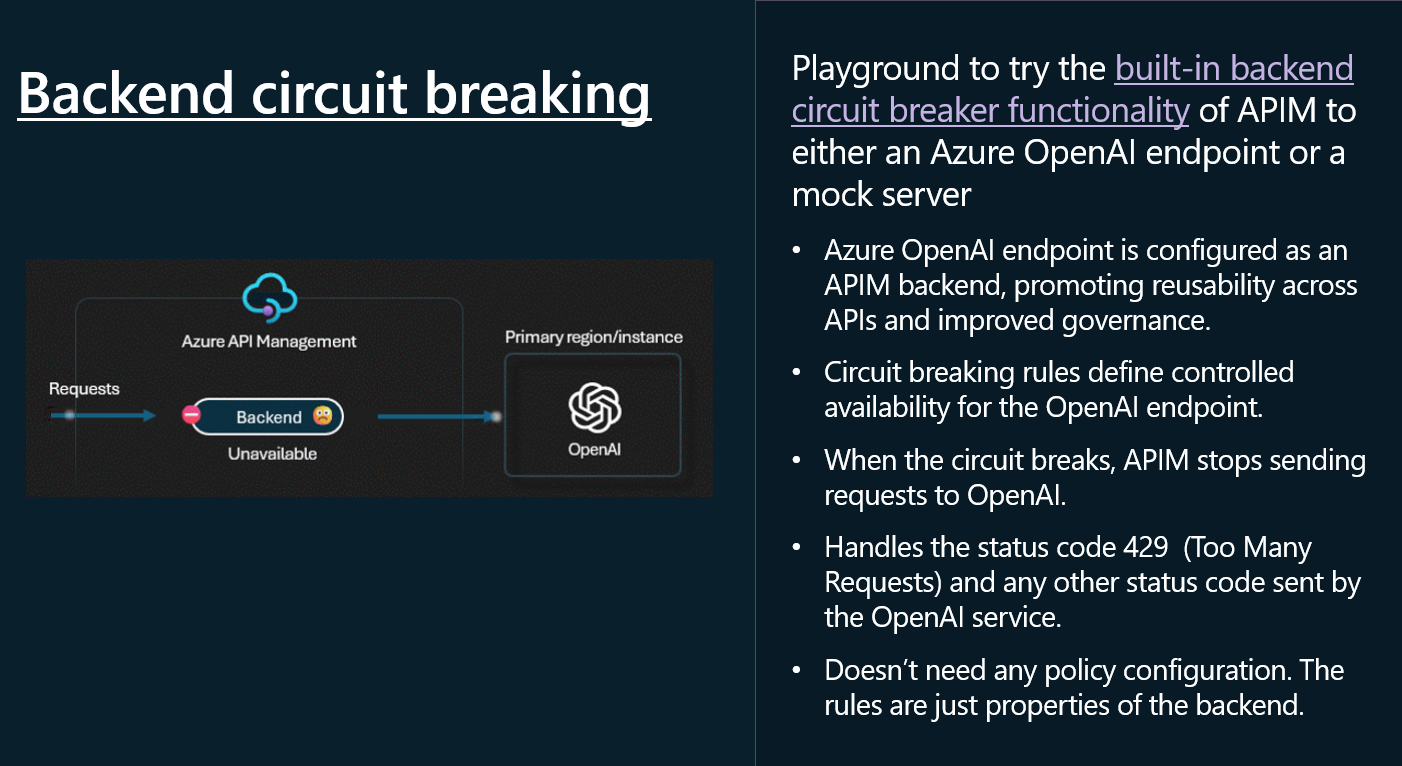 Backend circuit breaking
Azure API Management
Requests
Backend
Unavailable
Primary region/instance
OpenAI
Playground to try the built-in backend
circuit breaker functionality of APIM to
either an Azure OpenAI endpoint or a
mock server
• Azure OpenAI endpoint is configured as an
APIM backend, promoting reusability across
APIs and improved governance.
• Circuit breaking rules define controlled
availability for the OpenAI endpoint.
• When the circuit breaks, APIM stops sending
requests to OpenAI.
• Handles the status code 429  (Too Many
Requests) and any other status code sent by
the OpenAI service.
• Doesn’t need any policy configuration. The
rules are just properties of the backend.